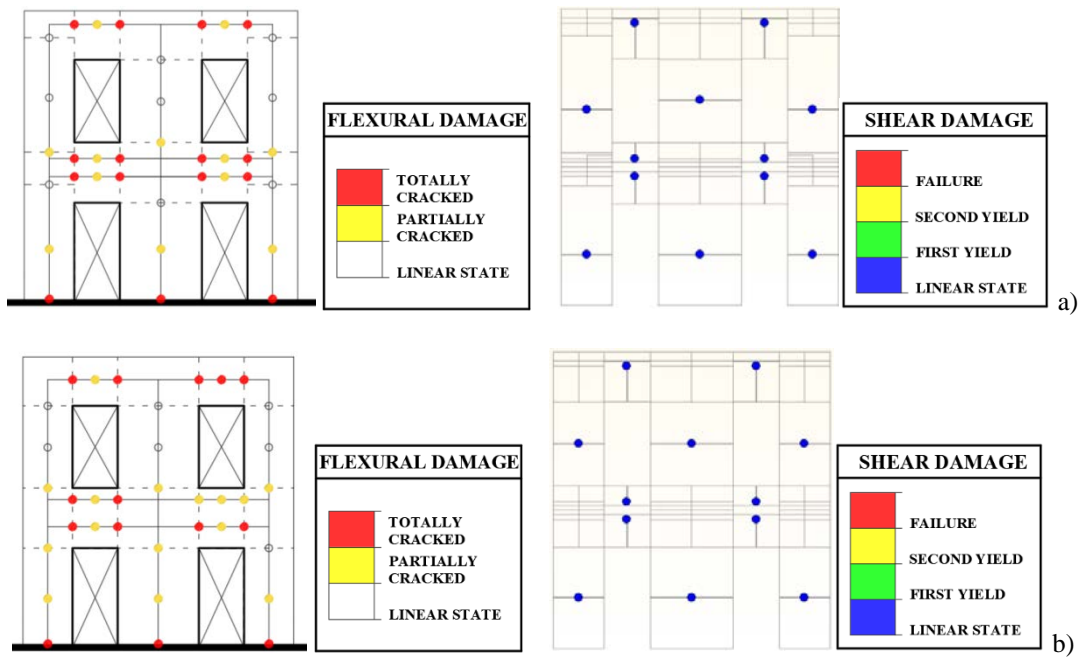 FLEXURAL DAMAGE
TOTALLY
CRACKED
PARTIALLY
CRACKED
LINEAR STATE
SHEAR DAMAGE
FAILURE
SECOND YIELD
FIRST YIELD
LINEAR STATE
a)
FLEXURAL DAMAGE
TOTALLY
CRACKED
PARTIALLY
CRACKED
LINEAR STATE
SHEAR DAMAGE
FAILURE
SECOND YIELD
FIRST YIELD
LINEAR STATE
b)